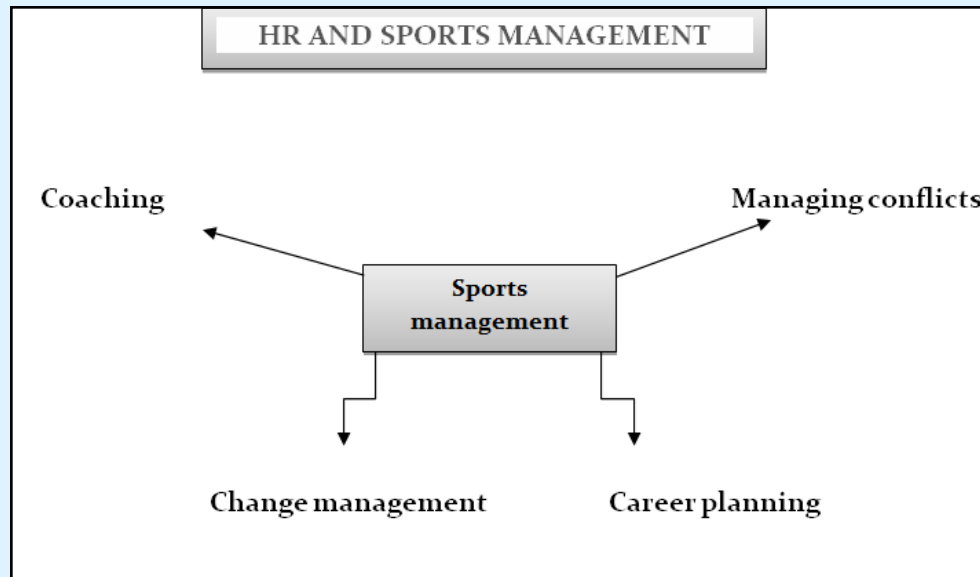 HR AND SPORTS MANAGEMENT
Coaching
Managing conflicts
Sports
management
Change management
Career planning